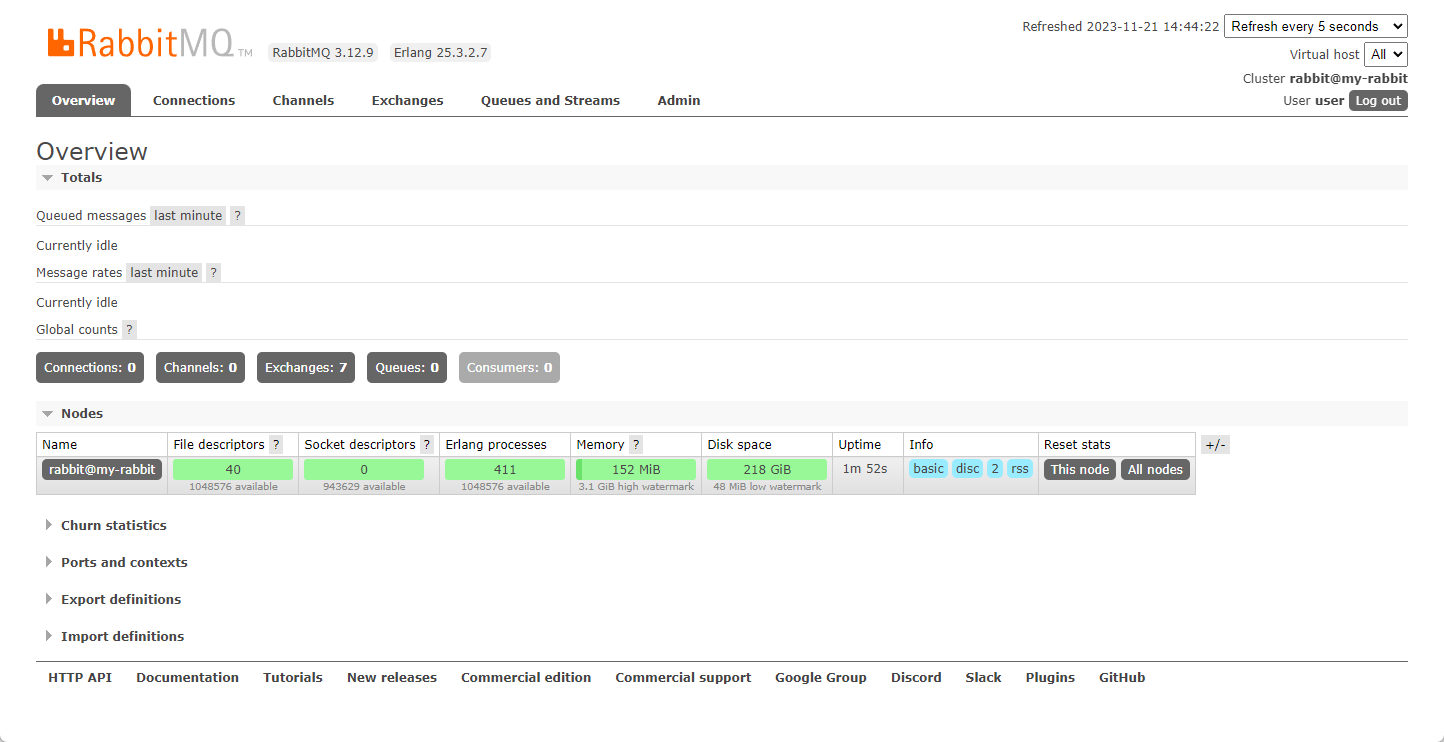 RabbitMQ TM RabbitMQ 3.12.9 Erlang 25.3.2.7
Refreshed 2023-11-21 14:44:22 Refresh every 5 seconds
Virtual host All
Cluster rabbit@my-rabbit
User user Log out
Overview Connections Channels Exchanges Queues and Streams Admin
Overview
Totals
Queued messages last minute ?
Currently idle
Message rates last minute ?
Currently idle
Global counts ?
Connections: 0 Channels: 0 Exchanges: 7 Queues: 0 Consumers: 0
Nodes
Name File descriptors ? Socket descriptors ? Erlang processes Memory ? Disk space Uptime Info Reset stats +/-
rabbit@my-rabbit 40 0 411 152 MiB 218 GiB 1m 52s basic disc 2 rss This node All nodes
1048576 available 943629 available 1048576 available 3.1 GiB high watermark 48 MiB low watermark
Churn statistics
Ports and contexts
Export definitions
Import definitions
HTTP API Documentation Tutorials New releases Commercial edition Commercial support Google Group Discord Slack Plugins GitHub